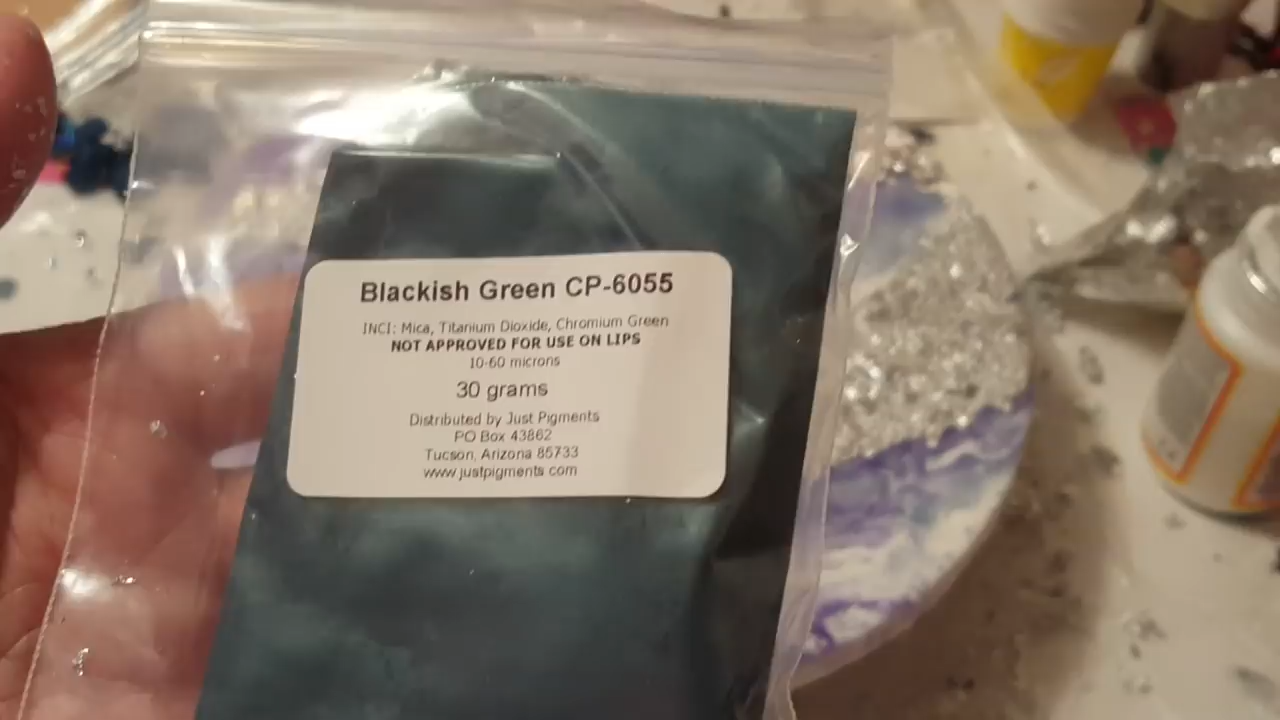 Blackish Green CP-6055
INCI: Mica, Titanium Dioxide, Chromium Green
NOT APPROVED FOR USE ON LIPS
10-60 microns
30 grams
Distributed by Just Pigments
PO Box 43862
Tucson, Arizona 85733
www.justpigments.com